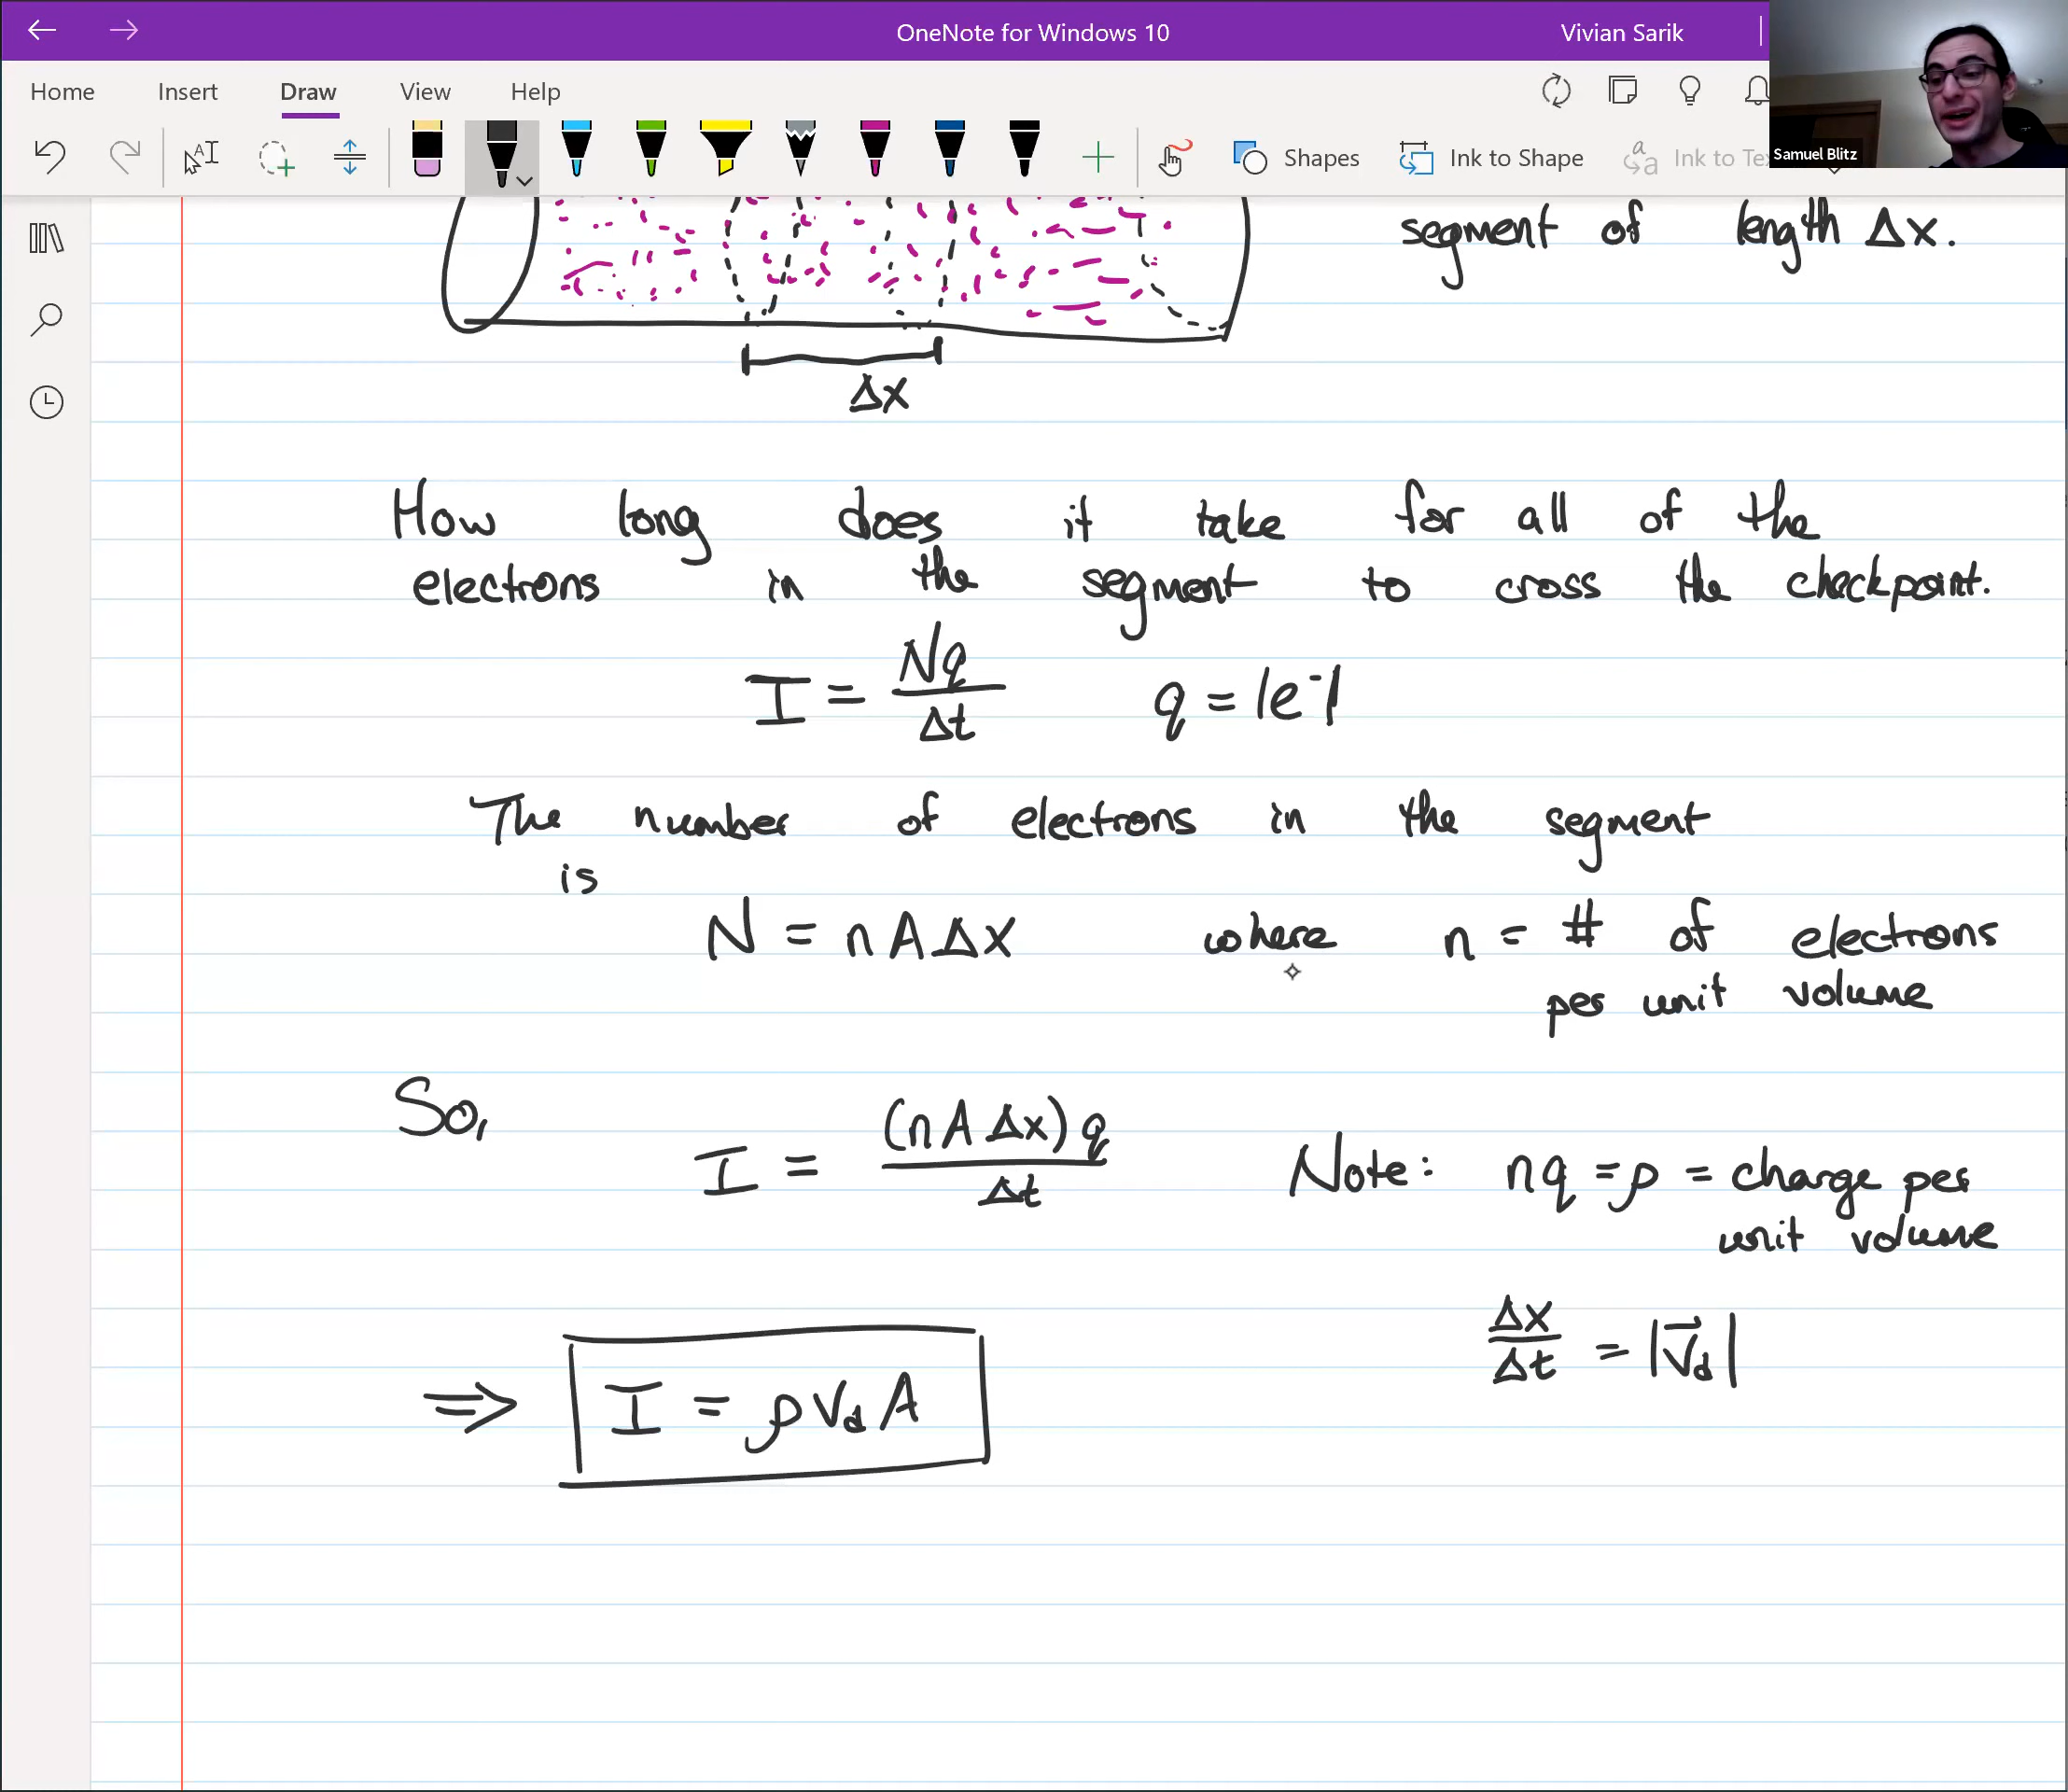 OneNote for Windows 10
Vivian Sarik
Home Insert Draw View Help
Shapes Ink to Shape Ink to Te
Samuel Blitz
segment of length Δx.
Δx
How long does it take for all of the
electrons in the segment to cross the checkpoint.
I = Nq/Δt q = |e⁻|
The number of electrons in the segment
is
N = nAΔx where n = # of electrons
per unit volume
So,
I = (nAΔx)q/Δt Note: nq = ρ = charge per
unit volume
Δx/Δt = |v⃗d|
⇒ I = ρvdA